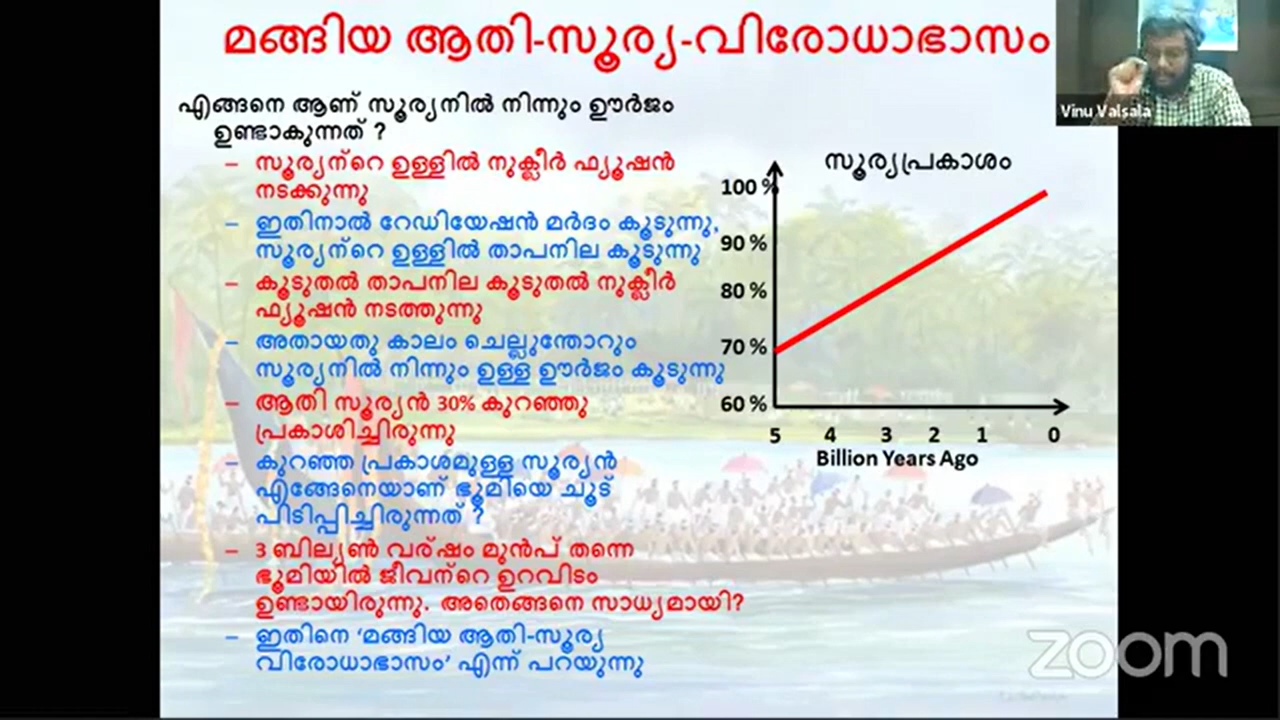 മങ്ങിയ ആതി-സൂര്യ-വിരോധാഭാസം
Vinu Valsala
എങ്ങനെ ആണ് സൂര്യനിൽ നിന്നും ഊർജം
ഉണ്ടാകുന്നത് ?
– സൂര്യന്റെ ഉള്ളിൽ നുക്ലീർ ഫ്യൂഷൻ
നടക്കുന്നു
– ഇതിനാൽ റേഡിയേഷൻ മർദം കൂടുന്നു,
സൂര്യന്റെ ഉള്ളിൽ താപനില കൂടുന്നു
– കൂടുതൽ താപനില കൂടുതൽ നുക്ലീർ
ഫ്യൂഷൻ നടത്തുന്നു
– അതായതു കാലം ചെല്ലുന്തോറും
സൂര്യനിൽ നിന്നും ഉള്ള ഊർജം കൂടുന്നു
– ആതി സൂര്യൻ 30% കുറഞ്ഞു
പ്രകാശിച്ചിരുന്നു
– കുറഞ്ഞ പ്രകാശമുള്ള സൂര്യൻ
എങ്ങേനെയാണ് ഭൂമിയെ ചൂട്
പിടിപ്പിച്ചിരുന്നത് ?
– 3 ബില്യൺ വര്ഷം മുൻപ് തന്നെ
ഭൂമിയിൽ ജീവന്റെ ഉറവിടം
ഉണ്ടായിരുന്നു. അതെങ്ങനെ സാധ്യമായി?
– ഇതിനെ ‘മങ്ങിയ ആതി-സൂര്യ
വിരോധാഭാസം’ എന്ന് പറയുന്നു
സൂര്യപ്രകാശം
100 %
90 %
80 %
70 %
60 %
5 4 3 2 1 0
Billion Years Ago
zoom